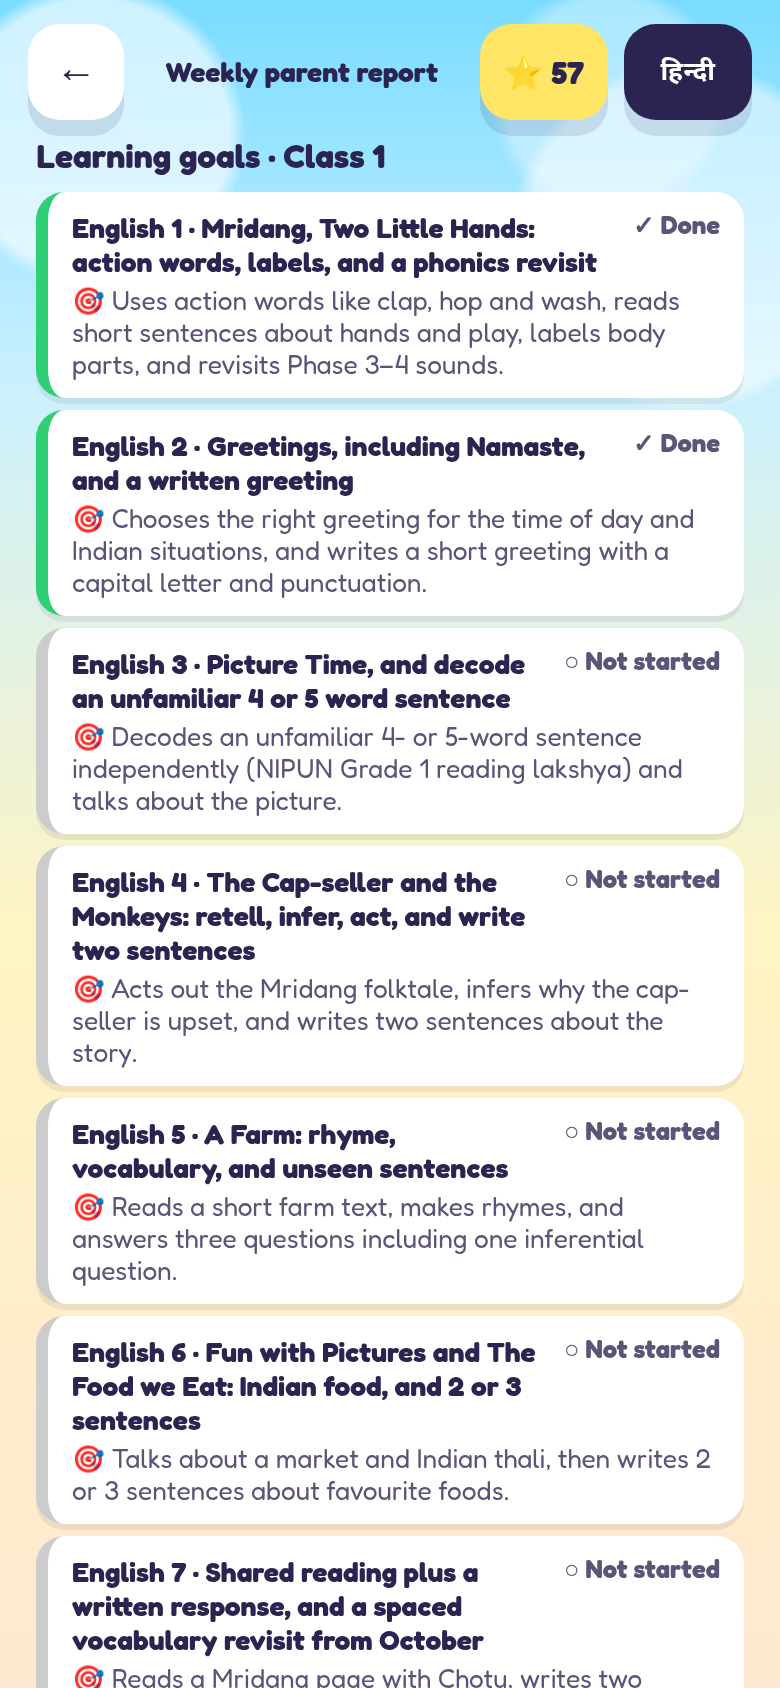 ←
Weekly parent report
⭐ 57
हिन्दी
Learning goals · Class 1
English 1 · Mridang, Two Little Hands:
action words, labels, and a phonics revisit
✓ Done
🎯 Uses action words like clap, hop and wash, reads
short sentences about hands and play, labels body
parts, and revisits Phase 3–4 sounds.
English 2 · Greetings, including Namaste,
and a written greeting
✓ Done
🎯 Chooses the right greeting for the time of day and
Indian situations, and writes a short greeting with a
capital letter and punctuation.
English 3 · Picture Time, and decode
an unfamiliar 4 or 5 word sentence
○ Not started
🎯 Decodes an unfamiliar 4- or 5-word sentence
independently (NIPUN Grade 1 reading lakshya) and
talks about the picture.
English 4 · The Cap-seller and the
Monkeys: retell, infer, act, and write
two sentences
○ Not started
🎯 Acts out the Mridang folktale, infers why the cap-
seller is upset, and writes two sentences about the
story.
English 5 · A Farm: rhyme,
vocabulary, and unseen sentences
○ Not started
🎯 Reads a short farm text, makes rhymes, and
answers three questions including one inferential
question.
English 6 · Fun with Pictures and The
Food we Eat: Indian food, and 2 or 3
sentences
○ Not started
🎯 Talks about a market and Indian thali, then writes 2
or 3 sentences about favourite foods.
English 7 · Shared reading plus a
written response, and a spaced
vocabulary revisit from October
○ Not started
🎯 Reads a Mridang page with Chotu, writes two